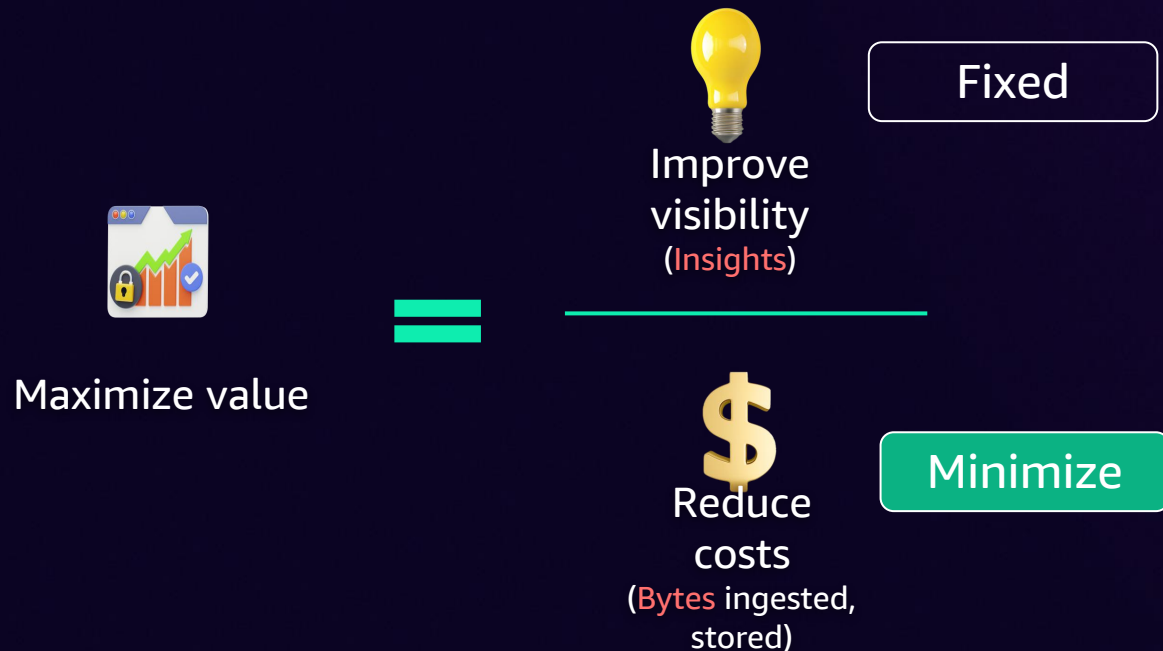 Fixed
Improve
visibility
(Insights)
Maximize value
Reduce
costs
(Bytes ingested,
stored)
Minimize